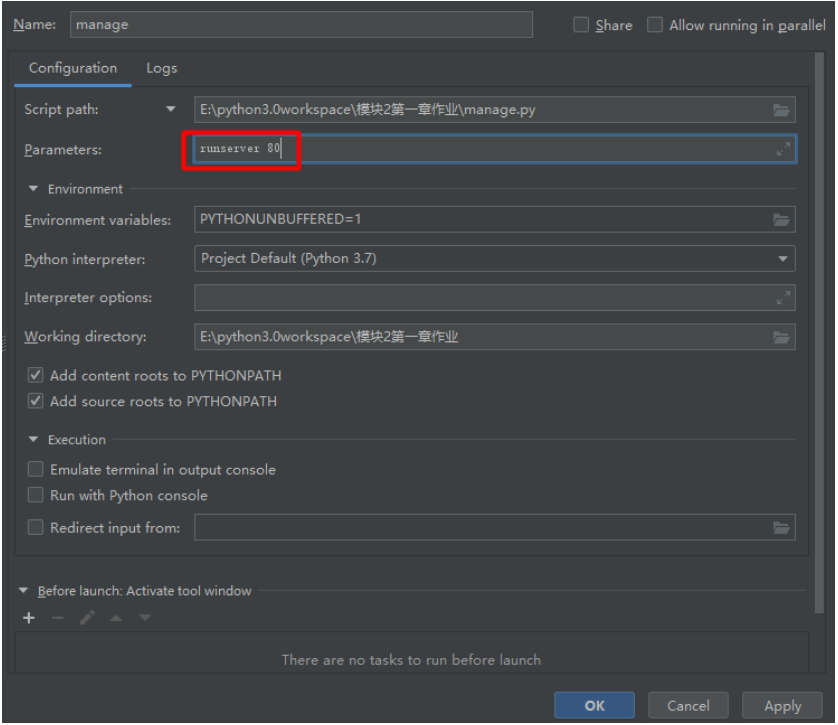 Name: manage Share Allow running in parallel
Configuration Logs
Script path: E:\python3.0workspace\模块2第一章作业\manage.py
Parameters: runserver 80
Environment
Environment variables: PYTHONUNBUFFERED=1
Python interpreter: Project Default (Python 3.7)
Interpreter options:
Working directory: E:\python3.0workspace\模块2第一章作业
Add content roots to PYTHONPATH
Add source roots to PYTHONPATH
Execution
Emulate terminal in output console
Run with Python console
Redirect input from:
Before launch: Activate tool window
There are no tasks to run before launch
OK Cancel Apply